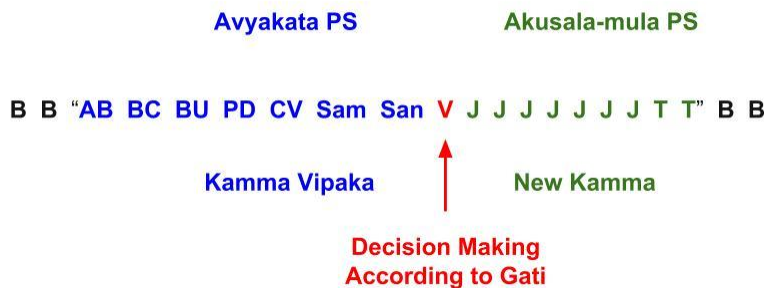 Avyakata PS Akusala-mula PS
B B “AB BC BU PD CV Sam San V J J J J J J J T T” B B
Kamma Vipaka New Kamma
Decision Making
According to Gati